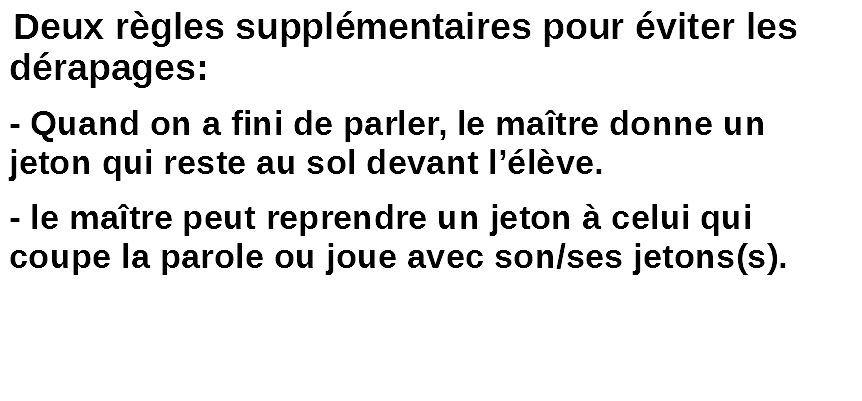 Deux règles supplémentaires pour éviter les
dérapages:
- Quand on a fini de parler, le maître donne un
jeton qui reste au sol devant l’élève.
- le maître peut reprendre un jeton à celui qui
coupe la parole ou joue avec son/ses jetons(s).